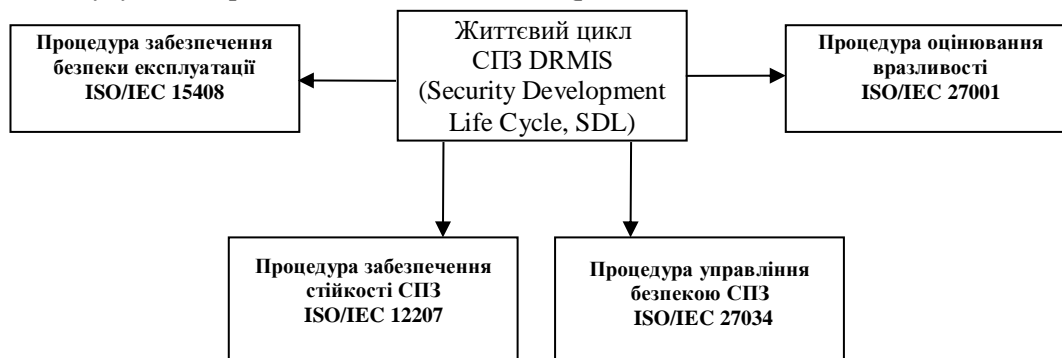 Життєвий цикл
СПЗ DRMIS
(Security Development
Life Cycle, SDL)
Процедура забезпечення
безпеки експлуатації
ISO/IEC 15408
Процедура оцінювання
вразливості
ISO/IEC 27001
Процедура забезпечення
стійкості СПЗ
ISO/IEC 12207
Процедура управління
безпекою СПЗ
ISO/IEC 27034